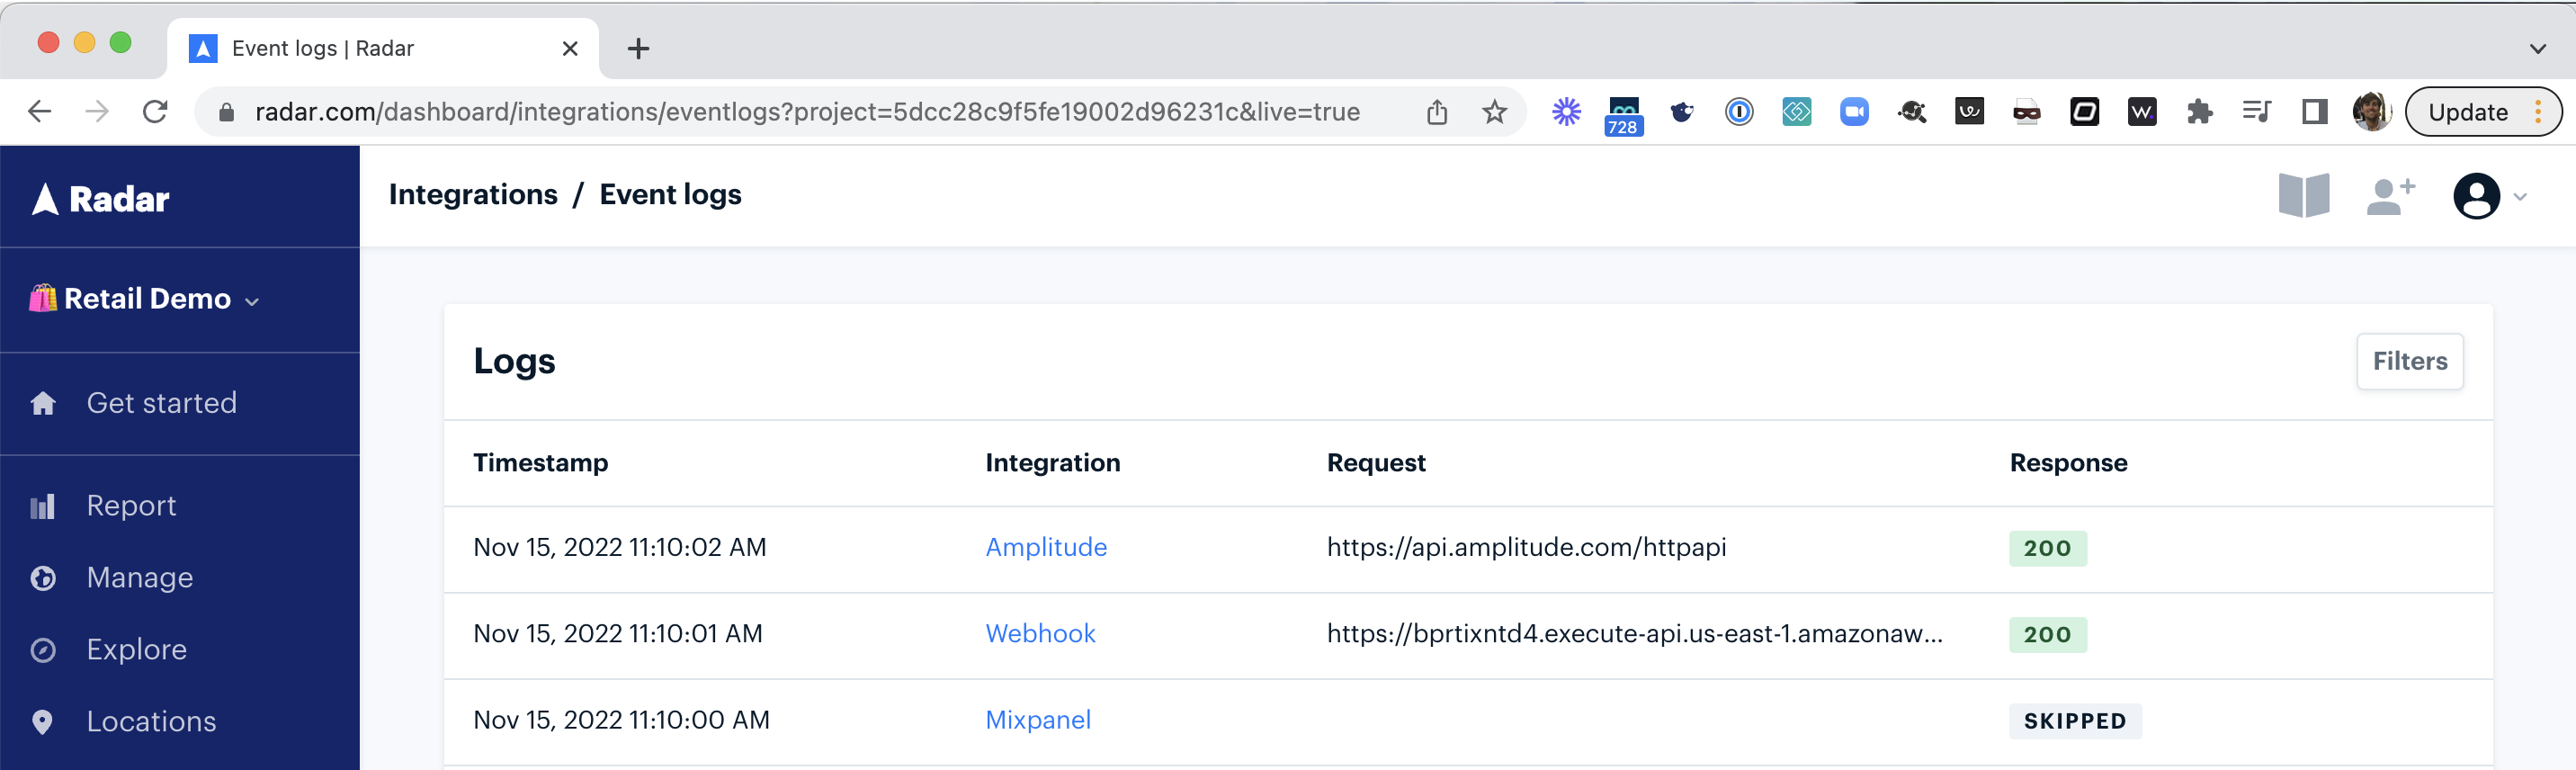 Event logs | Radar
radar.com/dashboard/integrations/eventlogs?project=5dcc28c9f5fe19002d96231c&live=true
728
W.
Update
Radar
Integrations / Event logs
Retail Demo
Logs
Filters
Get started
Timestamp Integration Request Response
Report
Nov 15, 2022 11:10:02 AM Amplitude https://api.amplitude.com/httpapi 200
Manage
Nov 15, 2022 11:10:01 AM Webhook https://bprtixntd4.execute-api.us-east-1.amazonaw... 200
Explore
Nov 15, 2022 11:10:00 AM Mixpanel SKIPPED
Locations